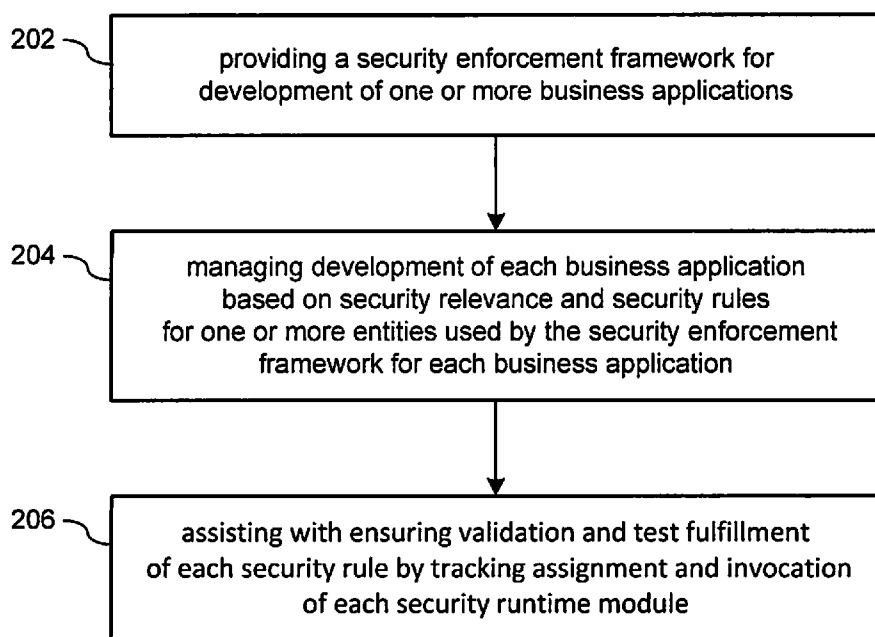 202
providing a security enforcement framework for
development of one or more business applications
204
managing development of each business application
based on security relevance and security rules
for one or more entities used by the security enforcement
framework for each business application
206
assisting with ensuring validation and test fulfillment
of each security rule by tracking assignment and invocation
of each security runtime module